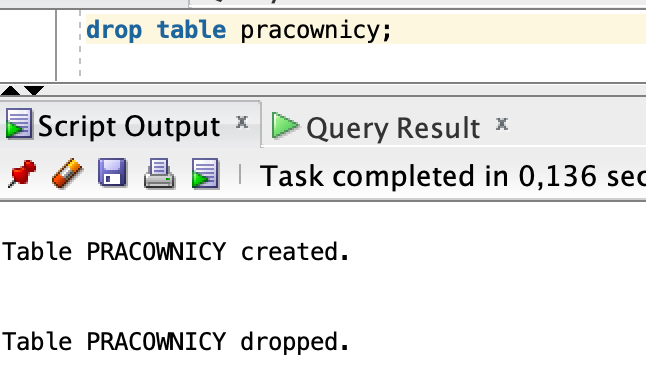 drop table pracownicy;
Script Output x
Query Result x
Task completed in 0,136 sec
Table PRACOWNICY created.
Table PRACOWNICY dropped.